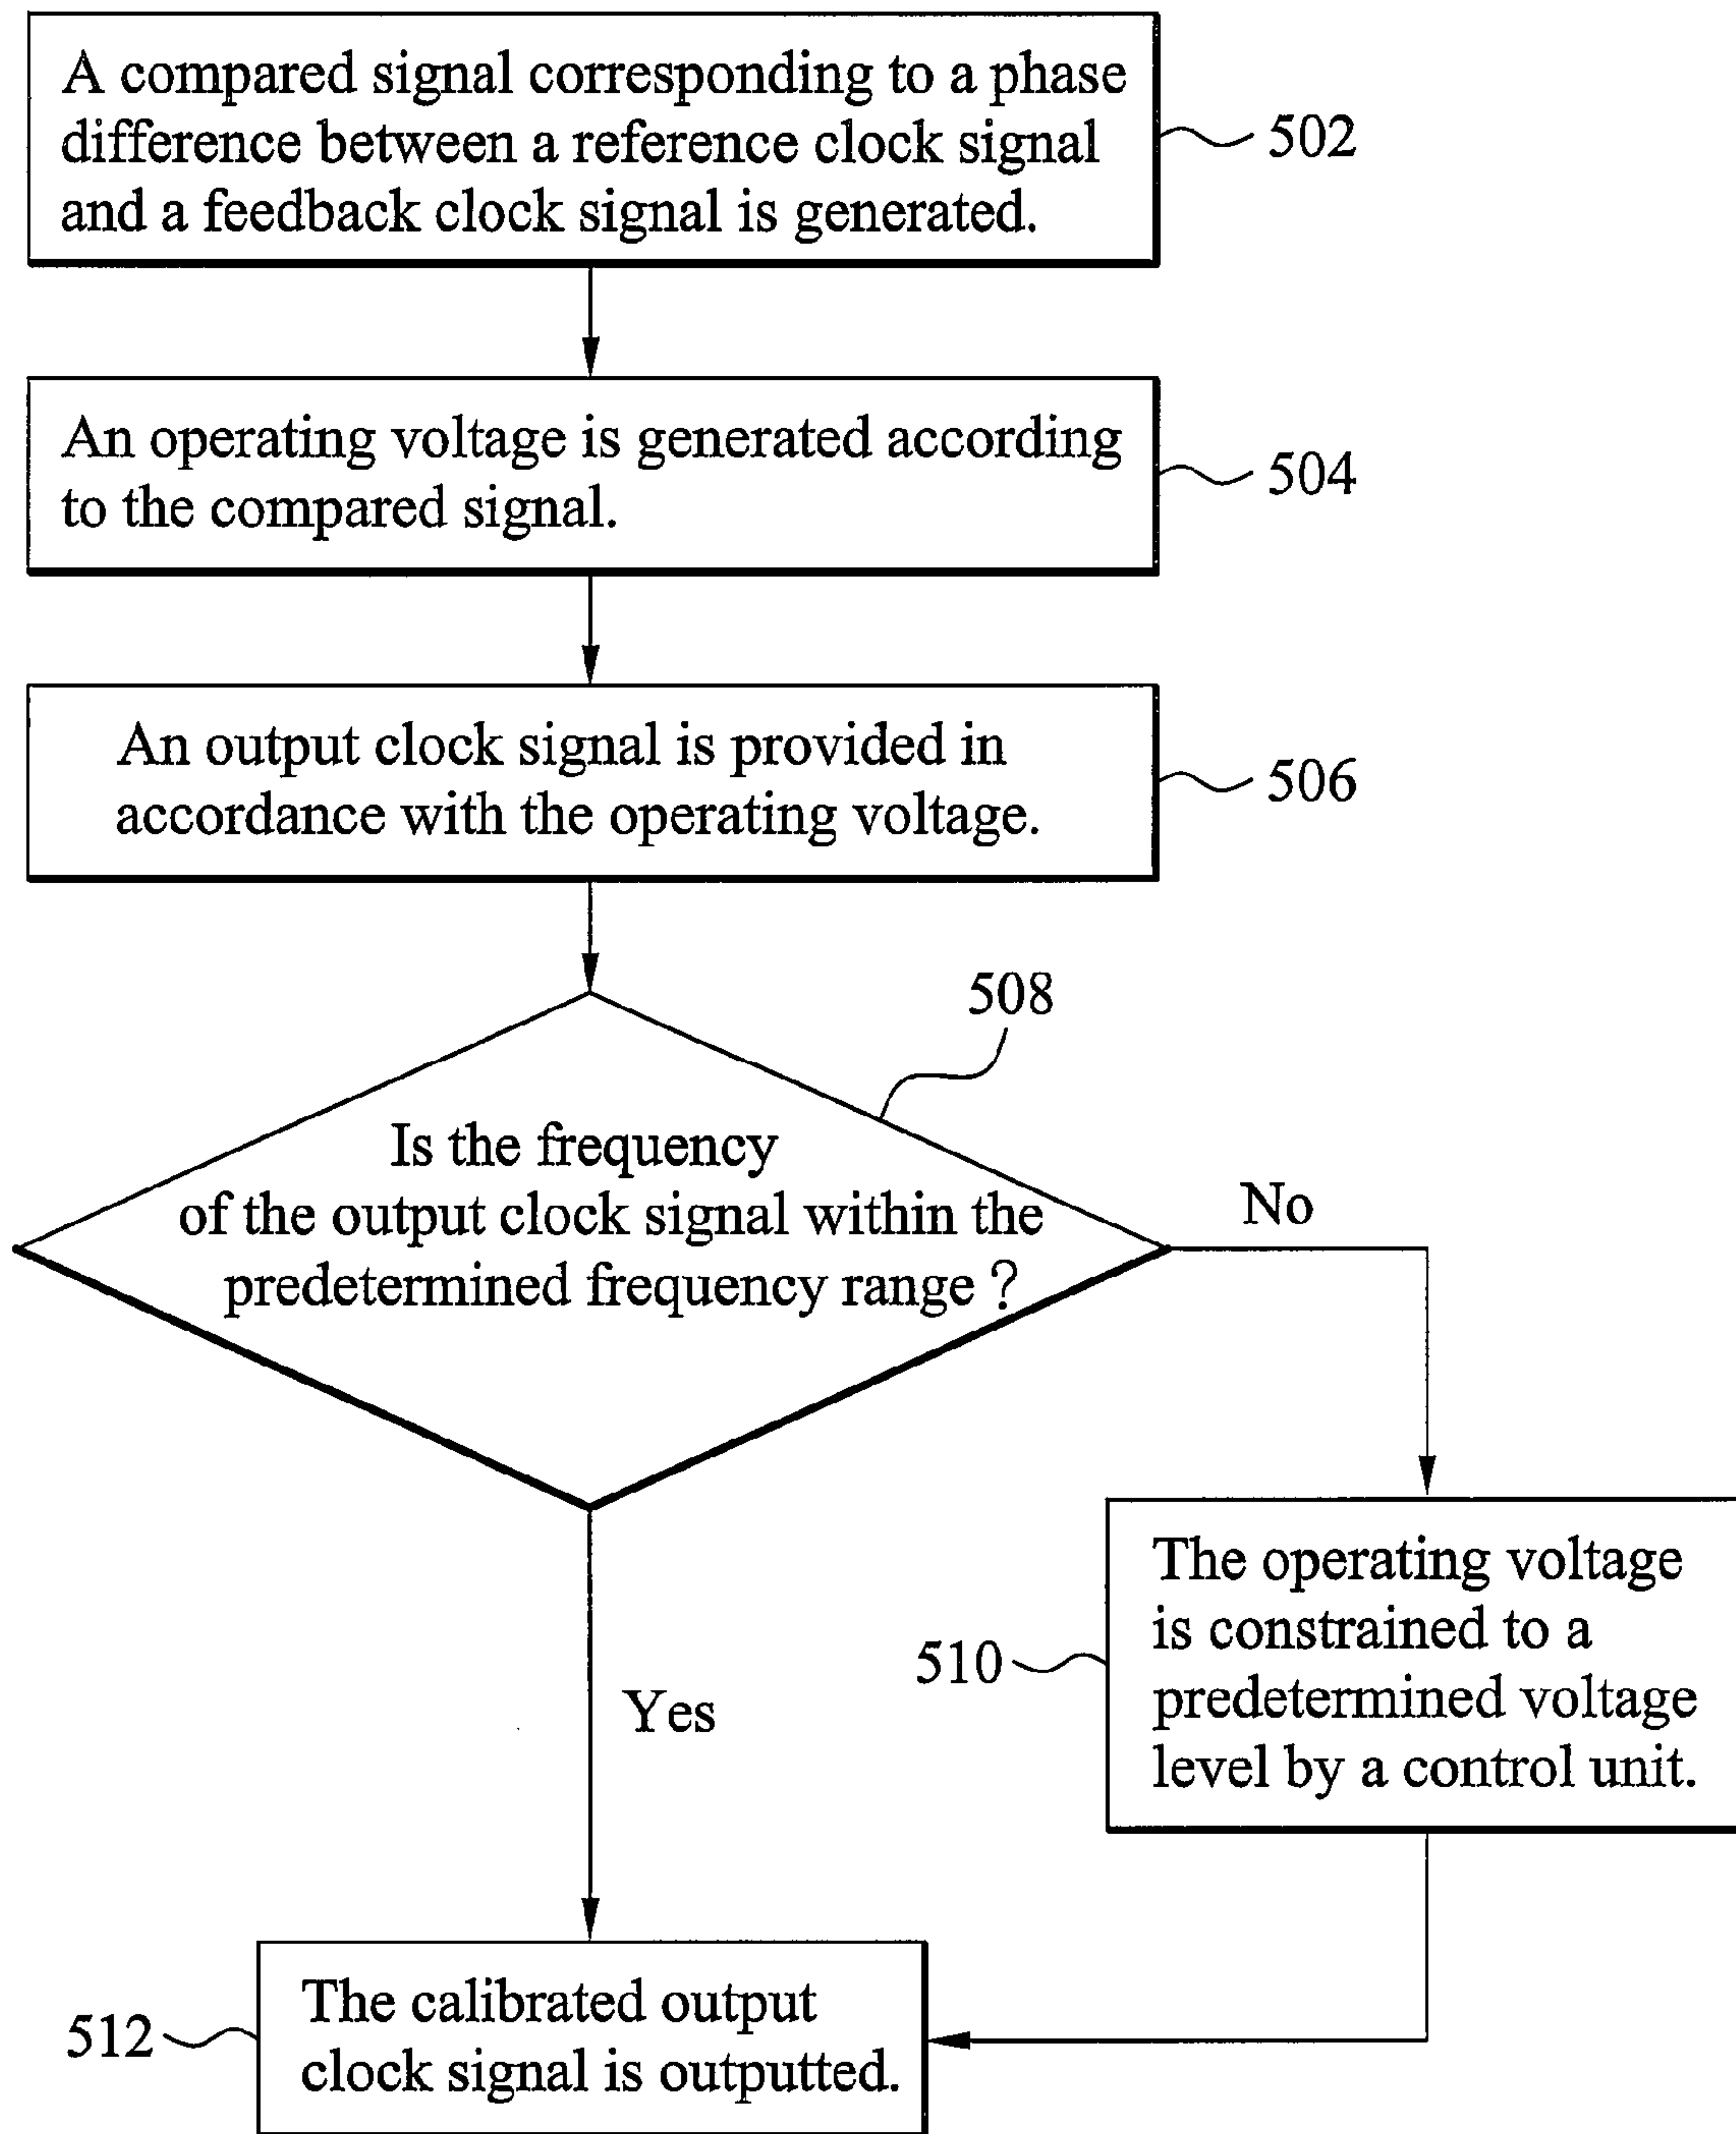 A compared signal corresponding to a phase
difference between a reference clock signal
and a feedback clock signal is generated.
502
An operating voltage is generated according
to the compared signal.
504
An output clock signal is provided in
accordance with the operating voltage.
506
508
Is the frequency
of the output clock signal within the
predetermined frequency range ?
No
The operating voltage
is constrained to a
predetermined voltage
level by a control unit.
510
Yes
The calibrated output
clock signal is outputted.
512